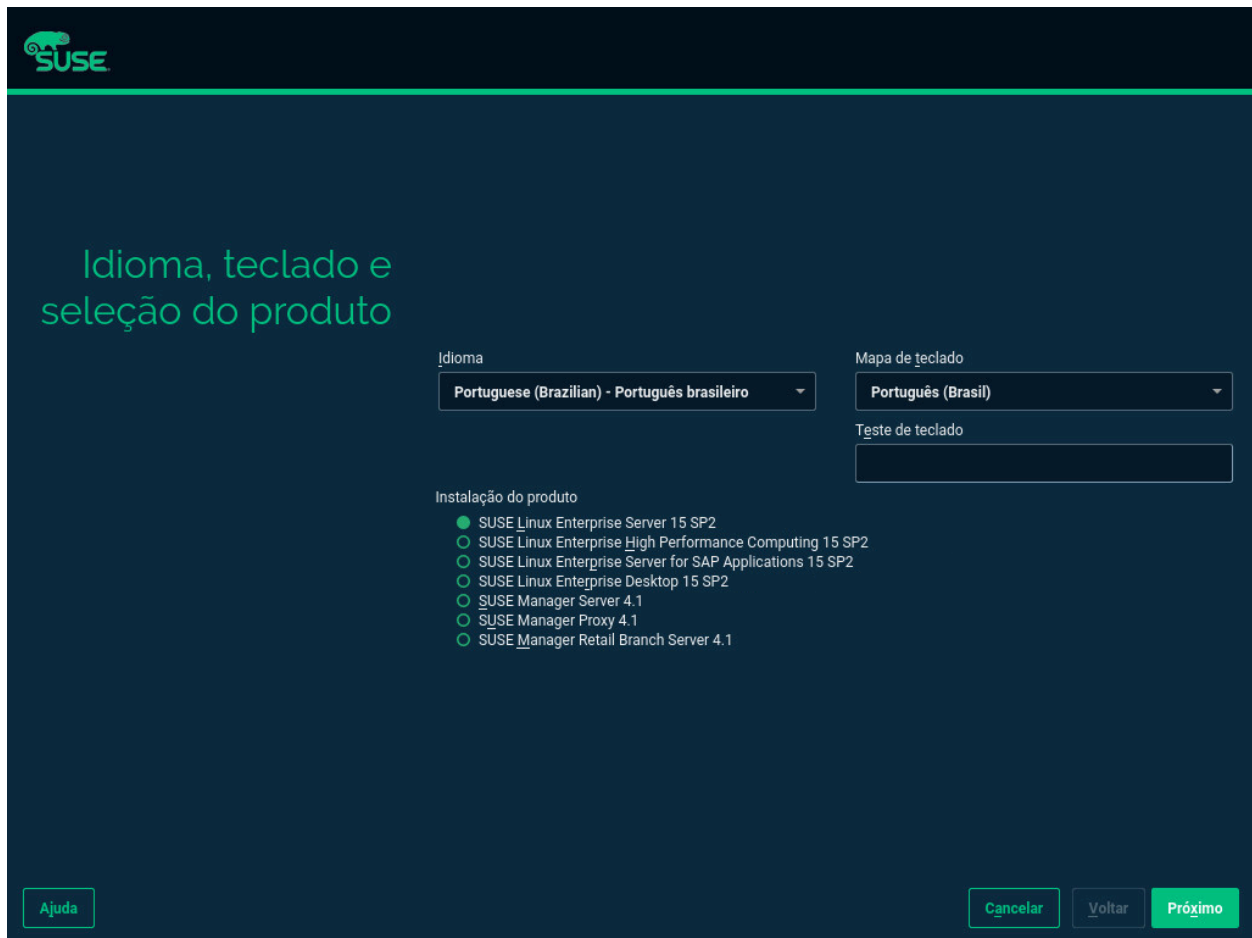 SUSE
Idioma, teclado e
seleção do produto
Idioma
Mapa de teclado
Portuguese (Brazilian) - Português brasileiro
Português (Brasil)
Teste de teclado
Instalação do produto
SUSE Linux Enterprise Server 15 SP2
SUSE Linux Enterprise High Performance Computing 15 SP2
SUSE Linux Enterprise Server for SAP Applications 15 SP2
SUSE Linux Enterprise Desktop 15 SP2
SUSE Manager Server 4.1
SUSE Manager Proxy 4.1
SUSE Manager Retail Branch Server 4.1
Ajuda
Cancelar
Voltar
Próximo